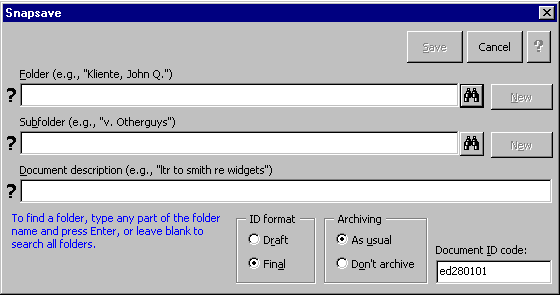 Snapsave
Save Cancel ?
Folder (e.g., "Kliente, John Q.")
? New
Subfolder (e.g., "v. Otherguys")
? New
Document description (e.g., "ltr to smith re widgets")
?
To find a folder, type any part of the folder
name and press Enter, or leave blank to
search all folders.
ID format
Draft
Final
Archiving
As usual
Don't archive
Document ID code:
ed280101